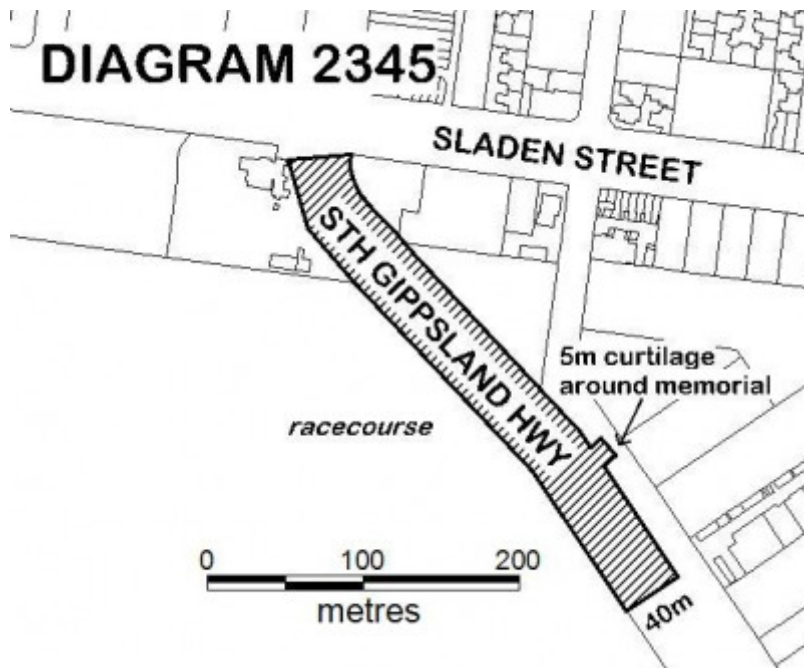 DIAGRAM 2345
SLADEN STREET
STH GIPPSLAND HWY
5m curtilage
around memorial
racecourse
0 100 200
metres
40m